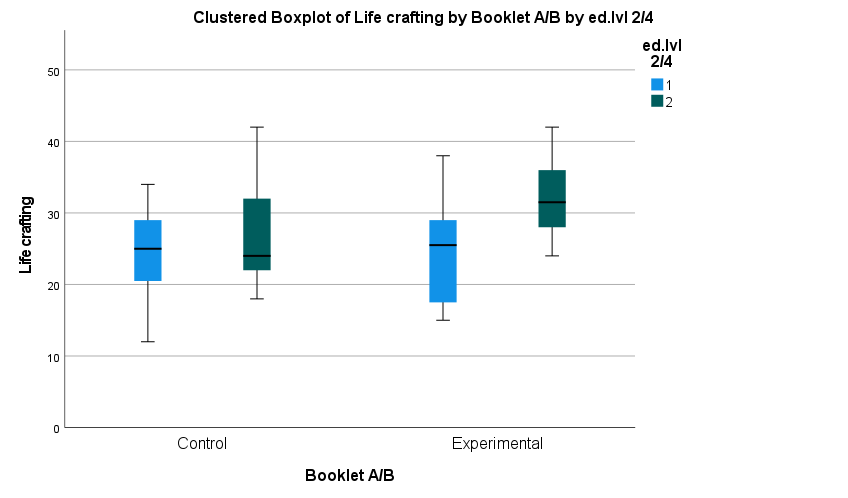 Clustered Boxplot of Life crafting by Booklet A/B by ed.lvl 2/4
ed.lvl
2/4
1
2
50
40
30
20
10
0
Life crafting
Control
Experimental
Booklet A/B